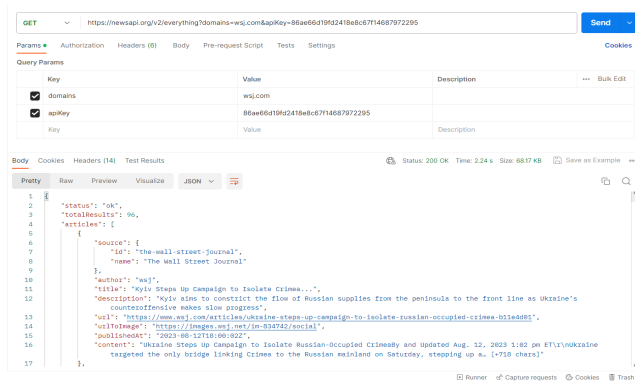 GET https://newsapi.org/v2/everything?domains=wsj.com&apiKey=86ae66d19fd2418e8c67f14687972295 Send
Params Authorization Headers (6) Body Pre-request Script Tests Settings Cookies
Query Params
Key Value Description ••• Bulk Edit
domains wsj.com
apiKey 86ae66d19fd2418e8c67f14687972295
Key Value Description
Body Cookies Headers (14) Test Results Status: 200 OK Time: 2.24 s Size: 68.17 KB Save as Example •••
Pretty Raw Preview Visualize JSON
1 {
2 "status": "ok",
3 "totalResults": 96,
4 "articles": [
5 {
6 "source": {
7 "id": "the-wall-street-journal",
8 "name": "The Wall Street Journal"
9 },
10 "author": "wsj",
11 "title": "Kyiv Steps Up Campaign to Isolate Crimea...",
12 "description": "Kyiv aims to constrict the flow of Russian supplies from the peninsula to the front line as Ukraine's
counteroffensive makes slow progress",
13 "url": "https://www.wsj.com/articles/ukraine-steps-up-campaign-to-isolate-russian-occupied-crimea-b11e4d01",
14 "urlToImage": "https://images.wsj.net/im-834742/social",
15 "publishedAt": "2023-08-12T18:00:02Z",
16 "content": "Ukraine Steps Up Campaign to Isolate Russian-Occupied CrimeaBy and Updated Aug. 12, 2023 1:02 pm ET\r\nUkraine
targeted the only bridge linking Crimea to the Russian mainland on Saturday, stepping up a… [+718 chars]"
17 },
Runner Capture requests Cookies Trash